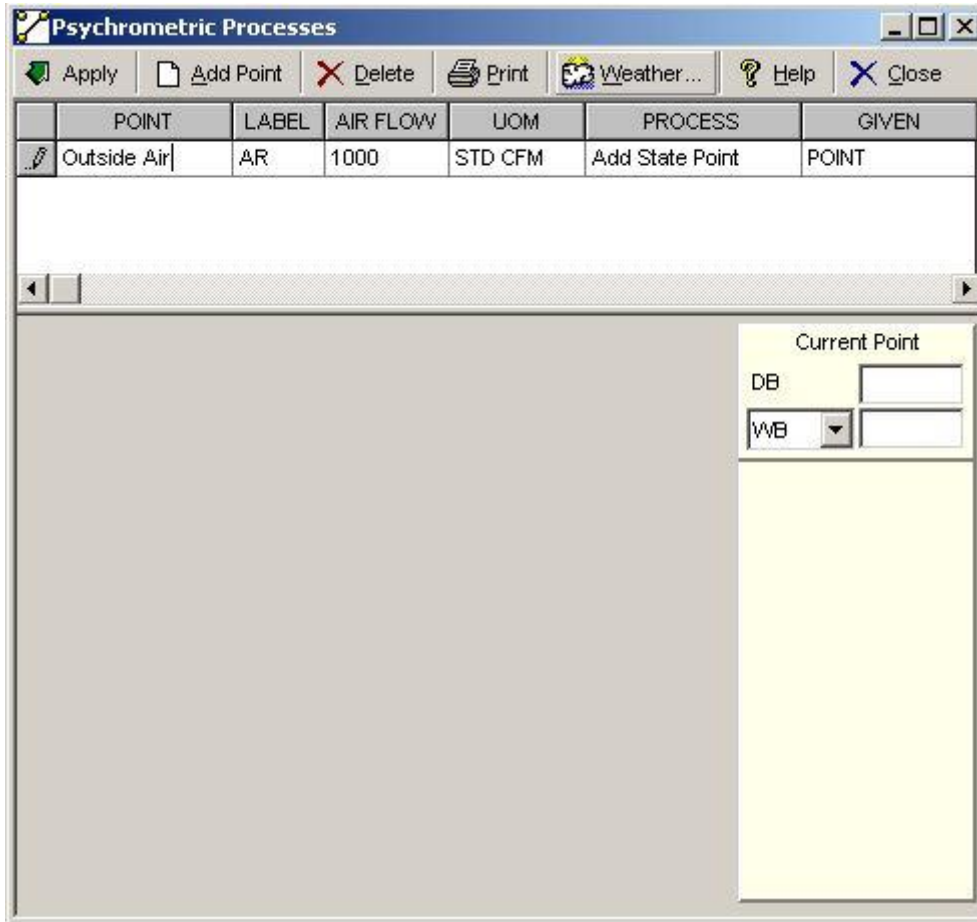 Psychrometric Processes
Apply Add Point Delete Print Weather... Help Close
POINT LABEL AIR FLOW UOM PROCESS GIVEN
Outside Air AR 1000 STD CFM Add State Point POINT
Current Point
DB
WB